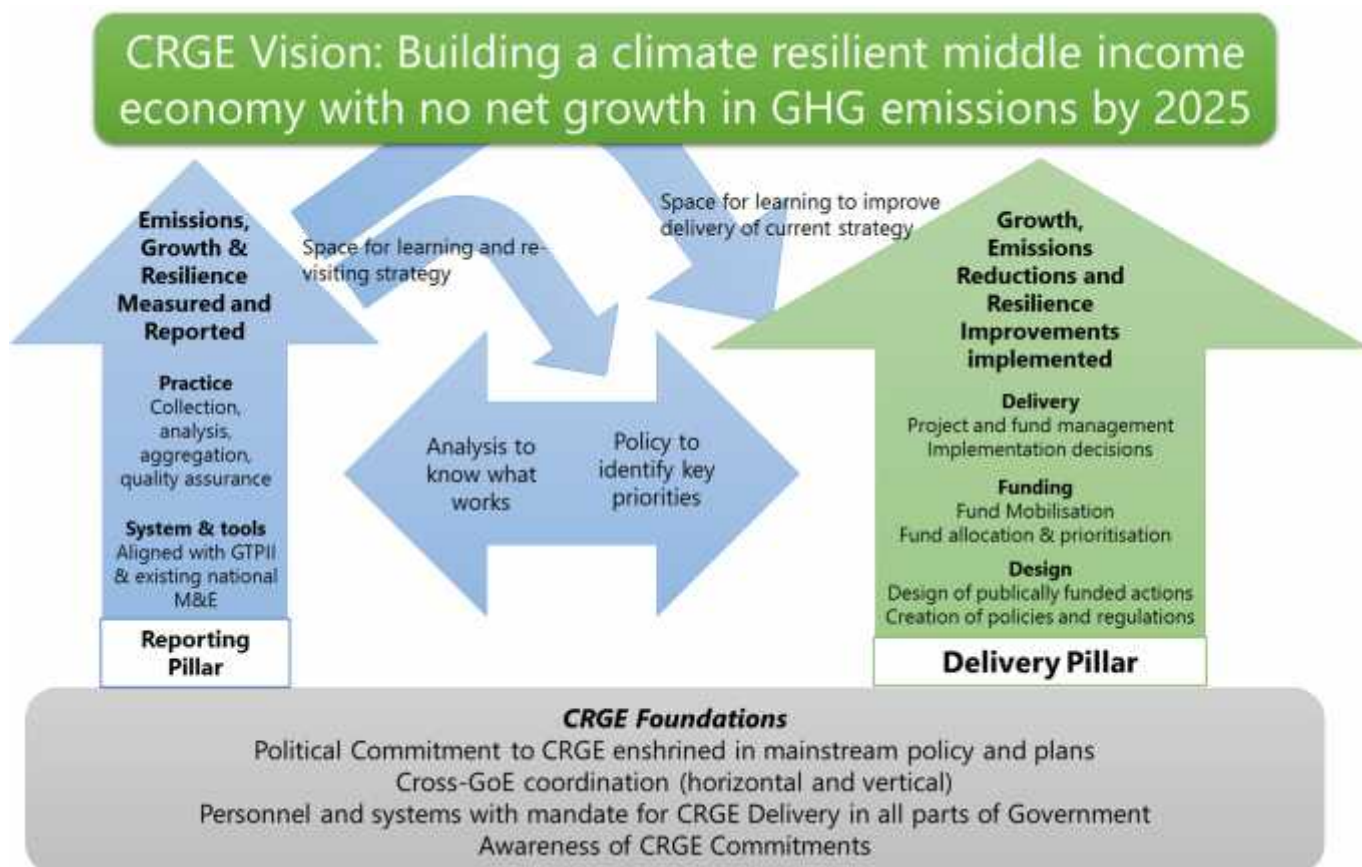 CRGE Vision: Building a climate resilient middle income
economy with no net growth in GHG emissions by 2025
Emissions,
Growth &
Resilience
Measured and
Reported
Practice
Collection,
analysis,
aggregation,
quality assurance
System & tools
Aligned with GTPII
& existing national
M&E
Reporting
Pillar
Space for learning and re-
visiting strategy
Space for learning to improve
delivery of current strategy
Analysis to
know what
works
Policy to
identify key
priorities
Growth,
Emissions
Reductions and
Resilience
Improvements
implemented
Delivery
Project and fund management
Implementation decisions
Funding
Fund Mobilisation
Fund allocation & prioritisation
Design
Design of publically funded actions
Creation of policies and regulations
Delivery Pillar
CRGE Foundations
Political Commitment to CRGE enshrined in mainstream policy and plans
Cross-GoE coordination (horizontal and vertical)
Personnel and systems with mandate for CRGE Delivery in all parts of Government
Awareness of CRGE Commitments